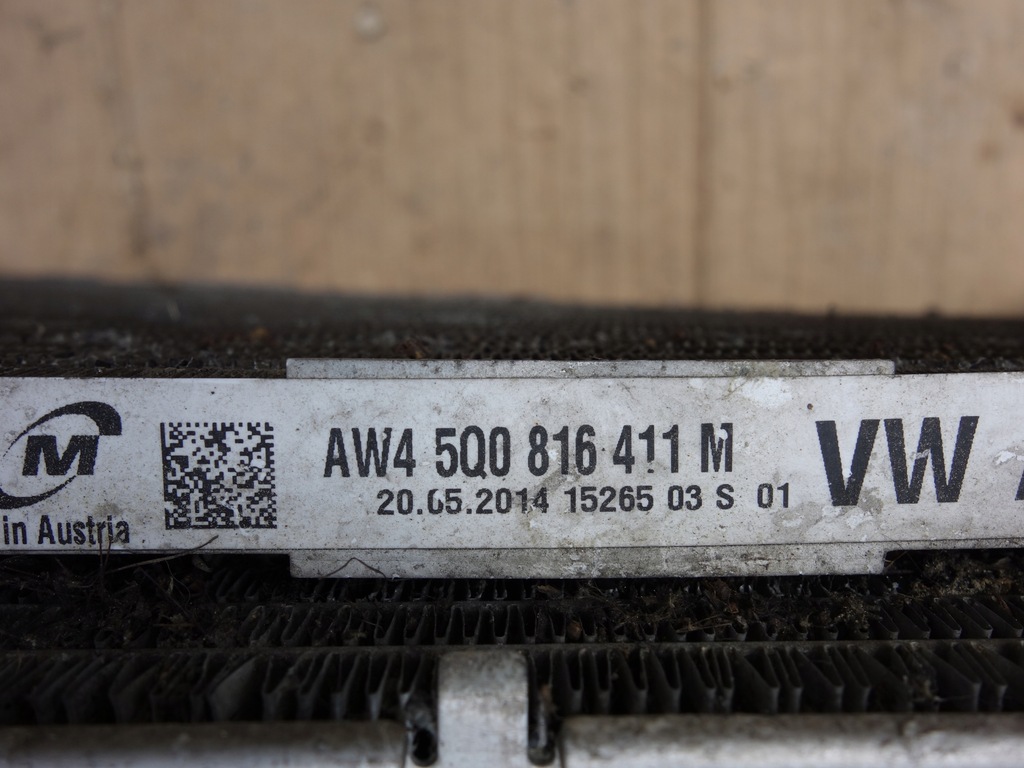 M
in Austria
AW4 5Q0 816 411 M
20.05.2014 15265 03 S 01
VW